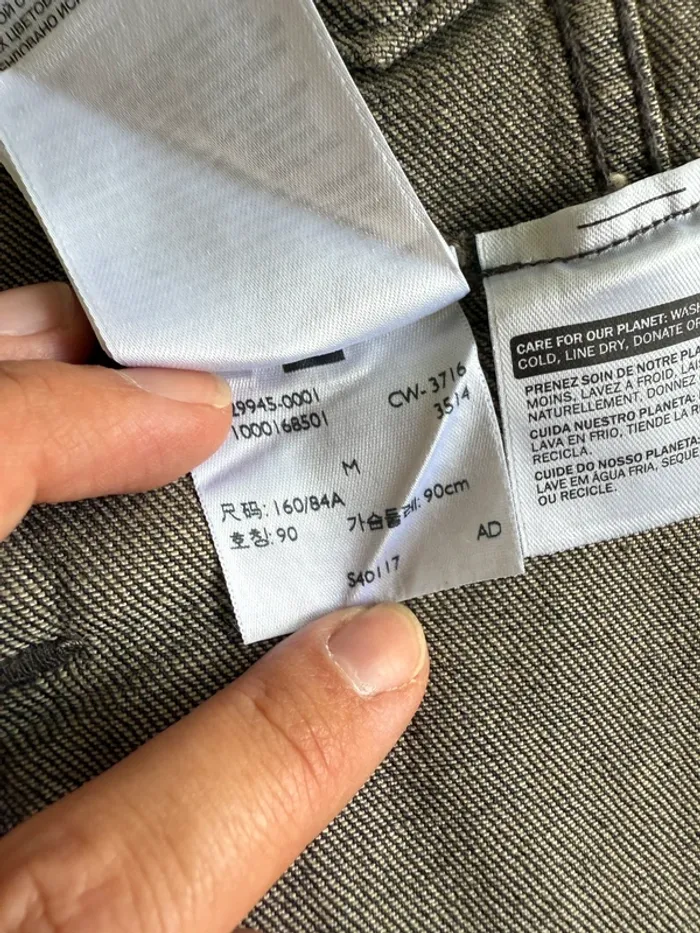 29945-0001
1000168501
CW-3716
3514
M
尺码: 160/84A
호칭: 90
가슴둘레: 90cm
AD
S40117
CARE FOR OUR PLANET: WASH
COLD, LINE DRY, DONATE OR
PRENEZ SOIN DE NOTRE PLA
MOINS, LAVEZ A FROID, LAI
NATURELLEMENT, DONNEZ
CUIDA NUESTRO PLANETA:
LAVA EN FRIO, TIENDE LA
RECICLA.
CUIDE DO NOSSO PLANETA
LAVE EM ÁGUA FRIA, SEQUE
OU RECICLE.